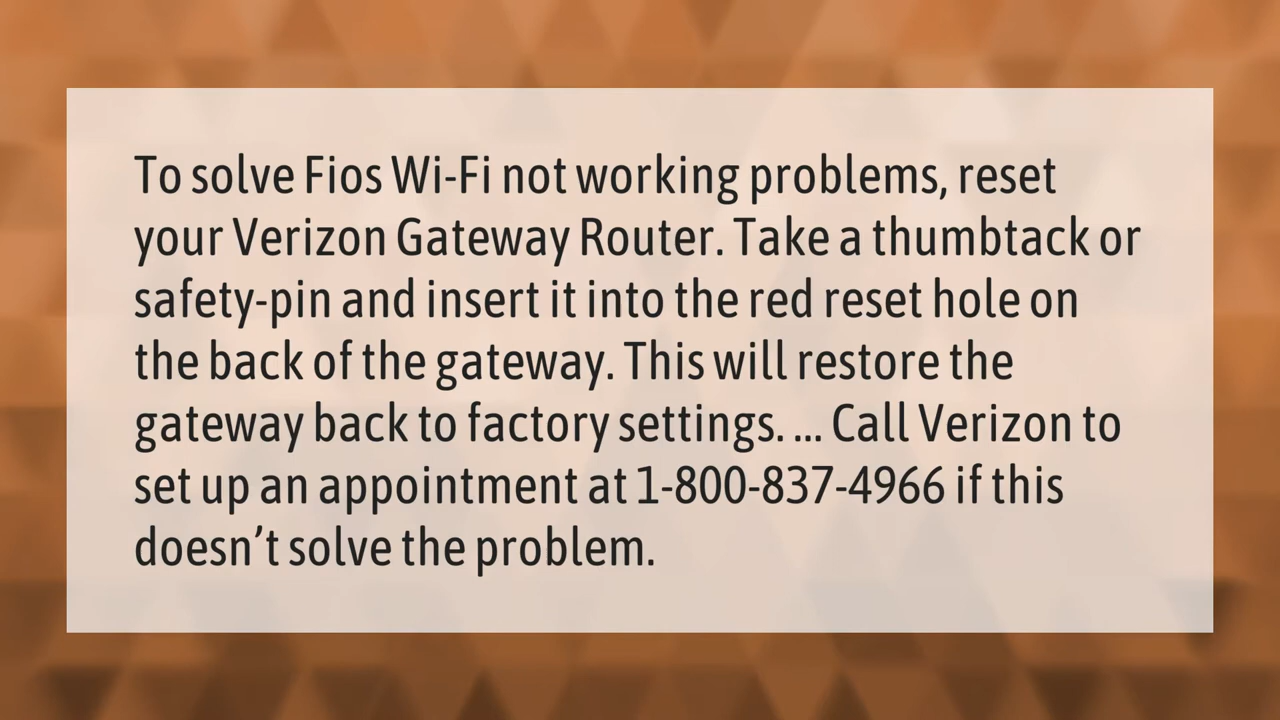 To solve Fios Wi-Fi not working problems, reset
your Verizon Gateway Router. Take a thumbtack or
safety-pin and insert it into the red reset hole on
the back of the gateway. This will restore the
gateway back to factory settings. ... Call Verizon to
set up an appointment at 1-800-837-4966 if this
doesn’t solve the problem.